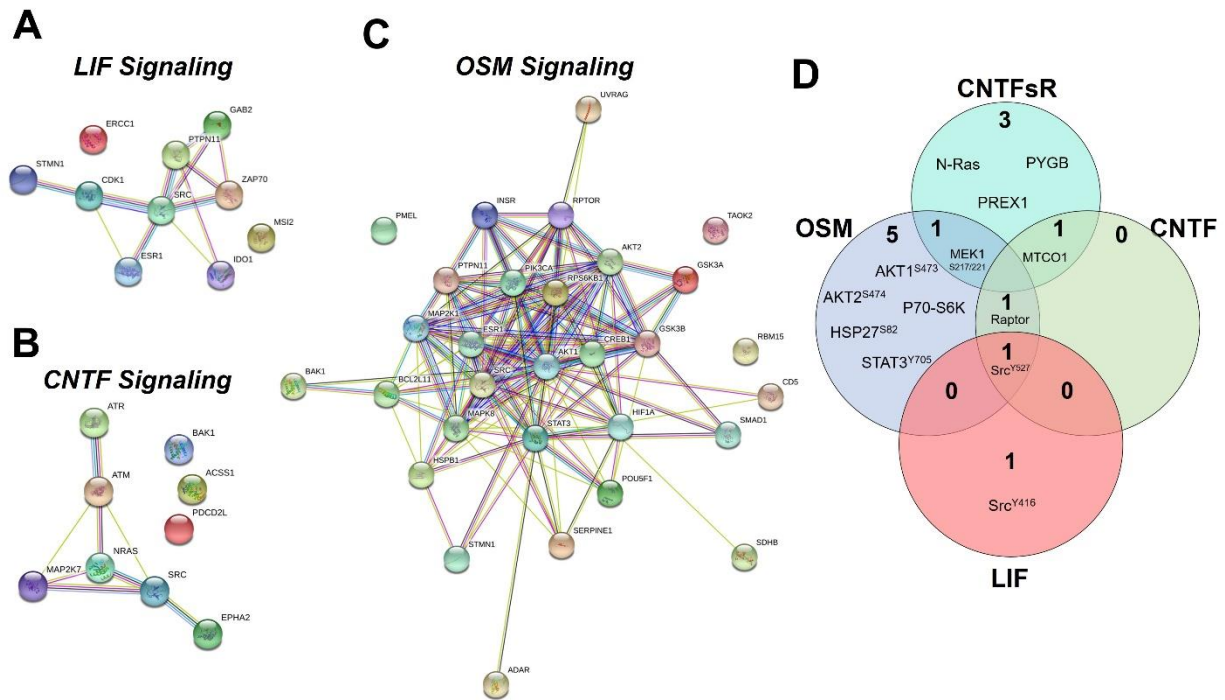 A
LIF Signaling
GAB2
ERCC1
PTPN11
STMN1
CDK1
ZAP70
SRC
MSI2
ESR1
IDO1
B
CNTF Signaling
ATR
BAK1
ATM
ACSS1
PDCD2L
NRAS
MAP2K7
SRC
EPHA2
C
OSM Signaling
UVRAG
INSR
RPTOR
PMEL
TAOK2
AKT2
PTPN11
PIK3CA
GSK3A
RPS6KB1
MAP2K1
ESR1
CREB1
GSK3B
AKT1
RBM15
SRC
BAK1
BCL2L11
CD5
MAPK8
HIF1A
STAT3
SMAD1
HSPB1
POU5F1
STMN1
SERPINE1
SDHB
ADAR
D
CNTFsR
3
N-Ras
PYGB
PREX1
OSM
5
1
1
0
CNTF
MEK1
S217/221
MTCO1
AKT1S473
AKT2S474
P70-S6K
1
Raptor
HSP27S82
STAT3Y705
1
SrcY527
0
0
1
SrcY416
LIF